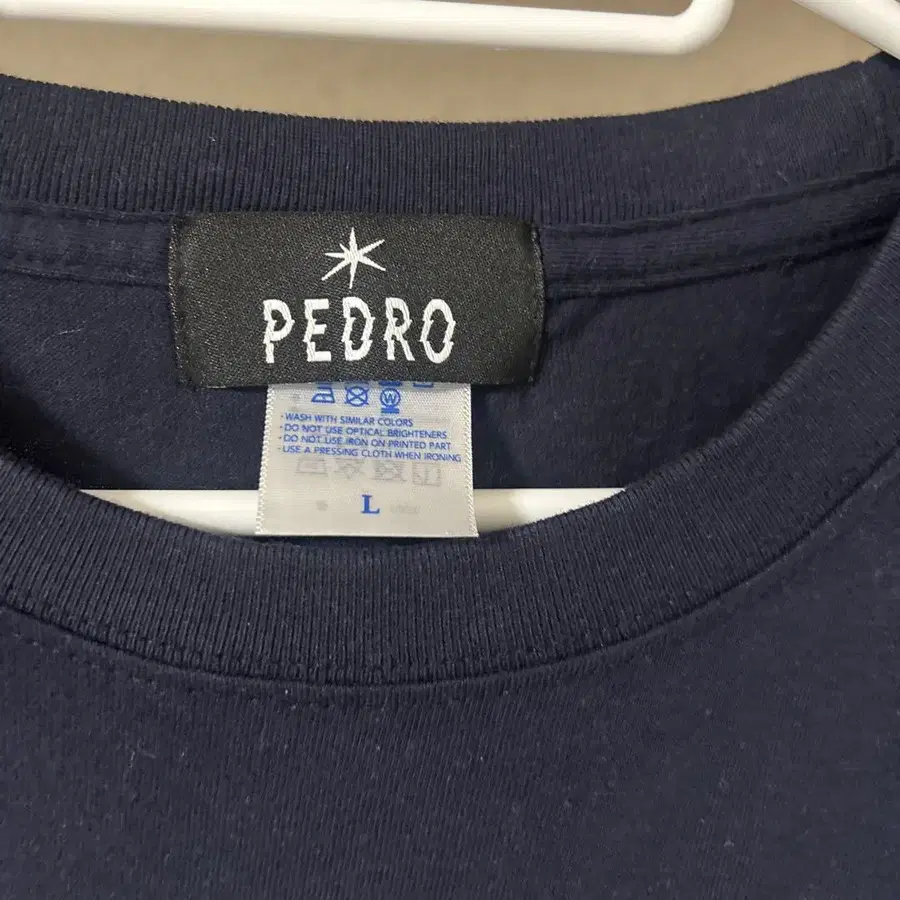 PEDRO
W
· WASH WITH SIMILAR COLORS
· DO NOT USE OPTICAL BRIGHTENERS
· DO NOT USE IRON ON PRINTED PART
· USE A PRESSING CLOTH WHEN IRONING
L